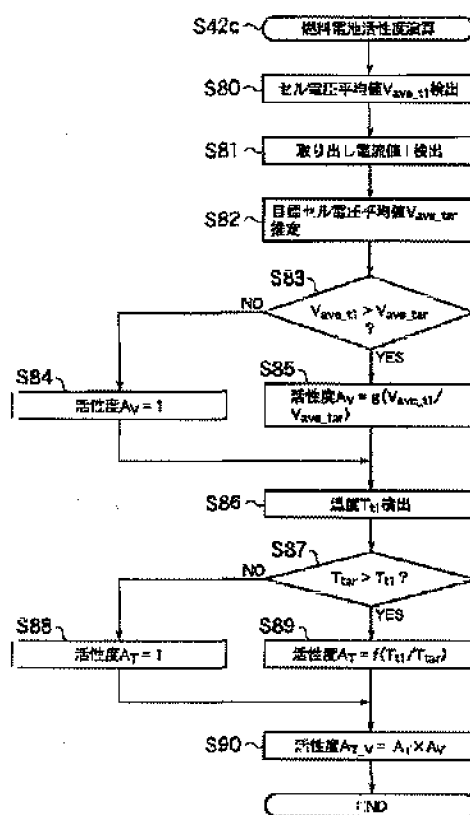 S42c
燃料電池活性度演算
S80
セル電圧平均値Vave_t1検出
S81
取り出し電流値I検出
S82
目標セル電圧平均値Vave_tar
推定
S83
NO
Vave_t1 > Vave_tar
?
YES
S84
活性度AV = 1
S85
活性度AV = g(Vave_t1/
Vave_tar)
S86
温度Tt1検出
S87
NO
Ttar > Tt1 ?
YES
S88
活性度AT = 1
S89
活性度AT = f(Tt1/Ttar)
S90
活性度AT_V = AT × AV
END